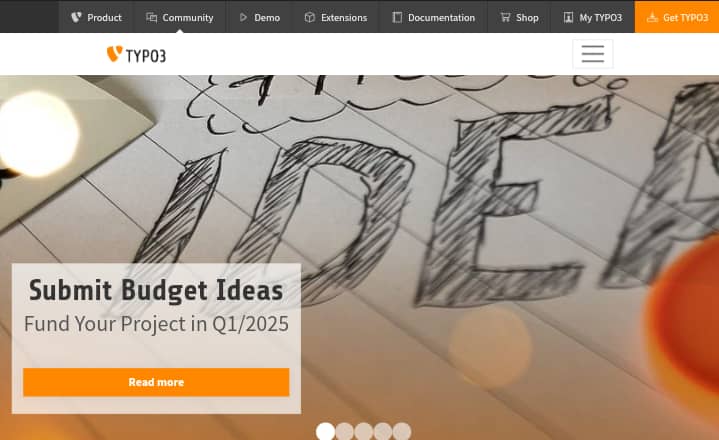 Product
Community
Demo
Extensions
Documentation
Shop
My TYPO3
Get TYPO3
TYPO3
IDEA
Submit Budget Ideas
Fund Your Project in Q1/2025
Read more